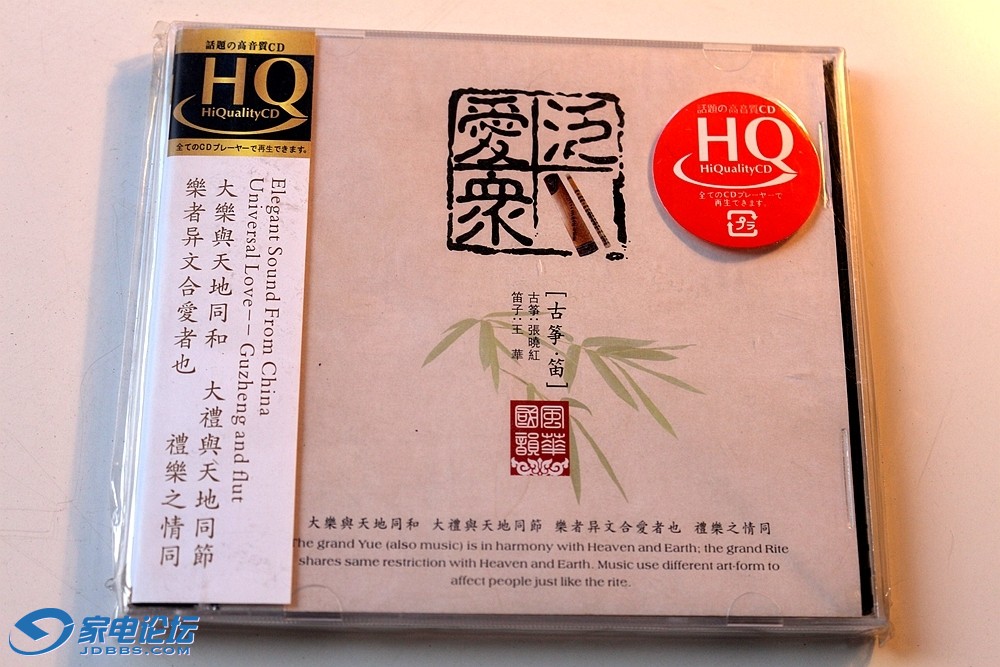 話題の高音質CD
HQ
HiQualityCD
全てのCDプレーヤーで再生できます。
Elegant Sound From China
Universal Love-- Guzheng and flut
大樂與天地同和 大禮與天地同節
樂者异文合愛者也 禮樂之情同
汎
愛眾
話題の高音質CD
HQ
HiQualityCD
全てのCDプレーヤーで
再生できます。
プラ
[古箏·笛]
古箏:張曉紅
笛子:王 華
風華
國韻
大樂與天地同和 大禮與天地同節 樂者异文合愛者也 禮樂之情同
The grand Yue (also music) is in harmony with Heaven and Earth; the grand Rite
shares same restriction with Heaven and Earth. Music use different art-form to
affect people just like the rite.
家电论坛
JDBBS.COM